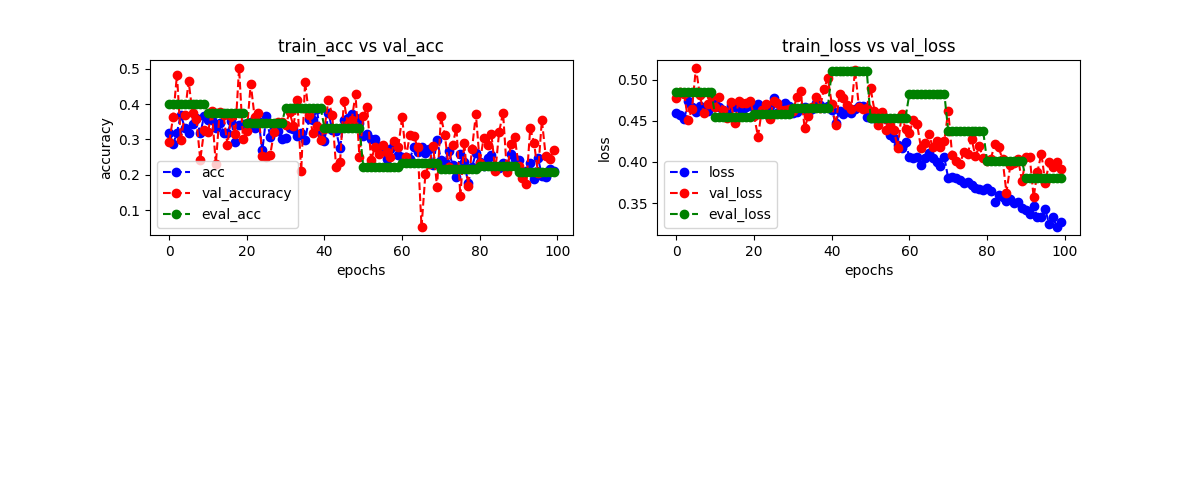 train_acc vs val_acc
accuracy
0.5
0.4
0.3
0.2
0.1
acc
val_accuracy
eval_acc
0 20 40 60 80 100
epochs
train_loss vs val_loss
loss
0.50
0.45
0.40
0.35
loss
val_loss
eval_loss
0 20 40 60 80 100
epochs